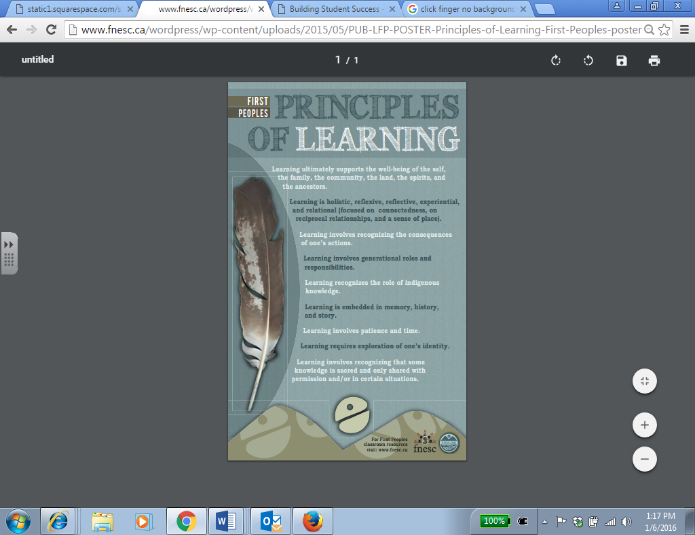 static1.squarespace.com/s
www.fnesc.ca/wordpress/v
Building Student Success -
click finger no background
www.fnesc.ca/wordpress/wp-content/uploads/2015/05/PUB-LFP-POSTER-Principles-of-Learning-First-Peoples-poster
untitled
1 / 1
FIRST PEOPLES PRINCIPLES
OF LEARNING
Learning ultimately supports the well-being of the self,
the family, the community, the land, the spirits, and
the ancestors.
Learning is holistic, reflexive, reflective, experiential,
and relational (focused on connectedness, on
reciprocal relationships, and a sense of place).
Learning involves recognizing the consequences
of one's actions.
Learning involves generational roles and
responsibilities.
Learning recognizes the role of indigenous
knowledge.
Learning is embedded in memory, history,
and story.
Learning involves patience and time.
Learning requires exploration of one's identity.
Learning involves recognizing that some
knowledge is sacred and only shared with
permission and/or in certain situations.
For First Peoples
classroom resources
visit: www.fnesc.ca
fnesc
100%
1:17 PM
1/6/2016